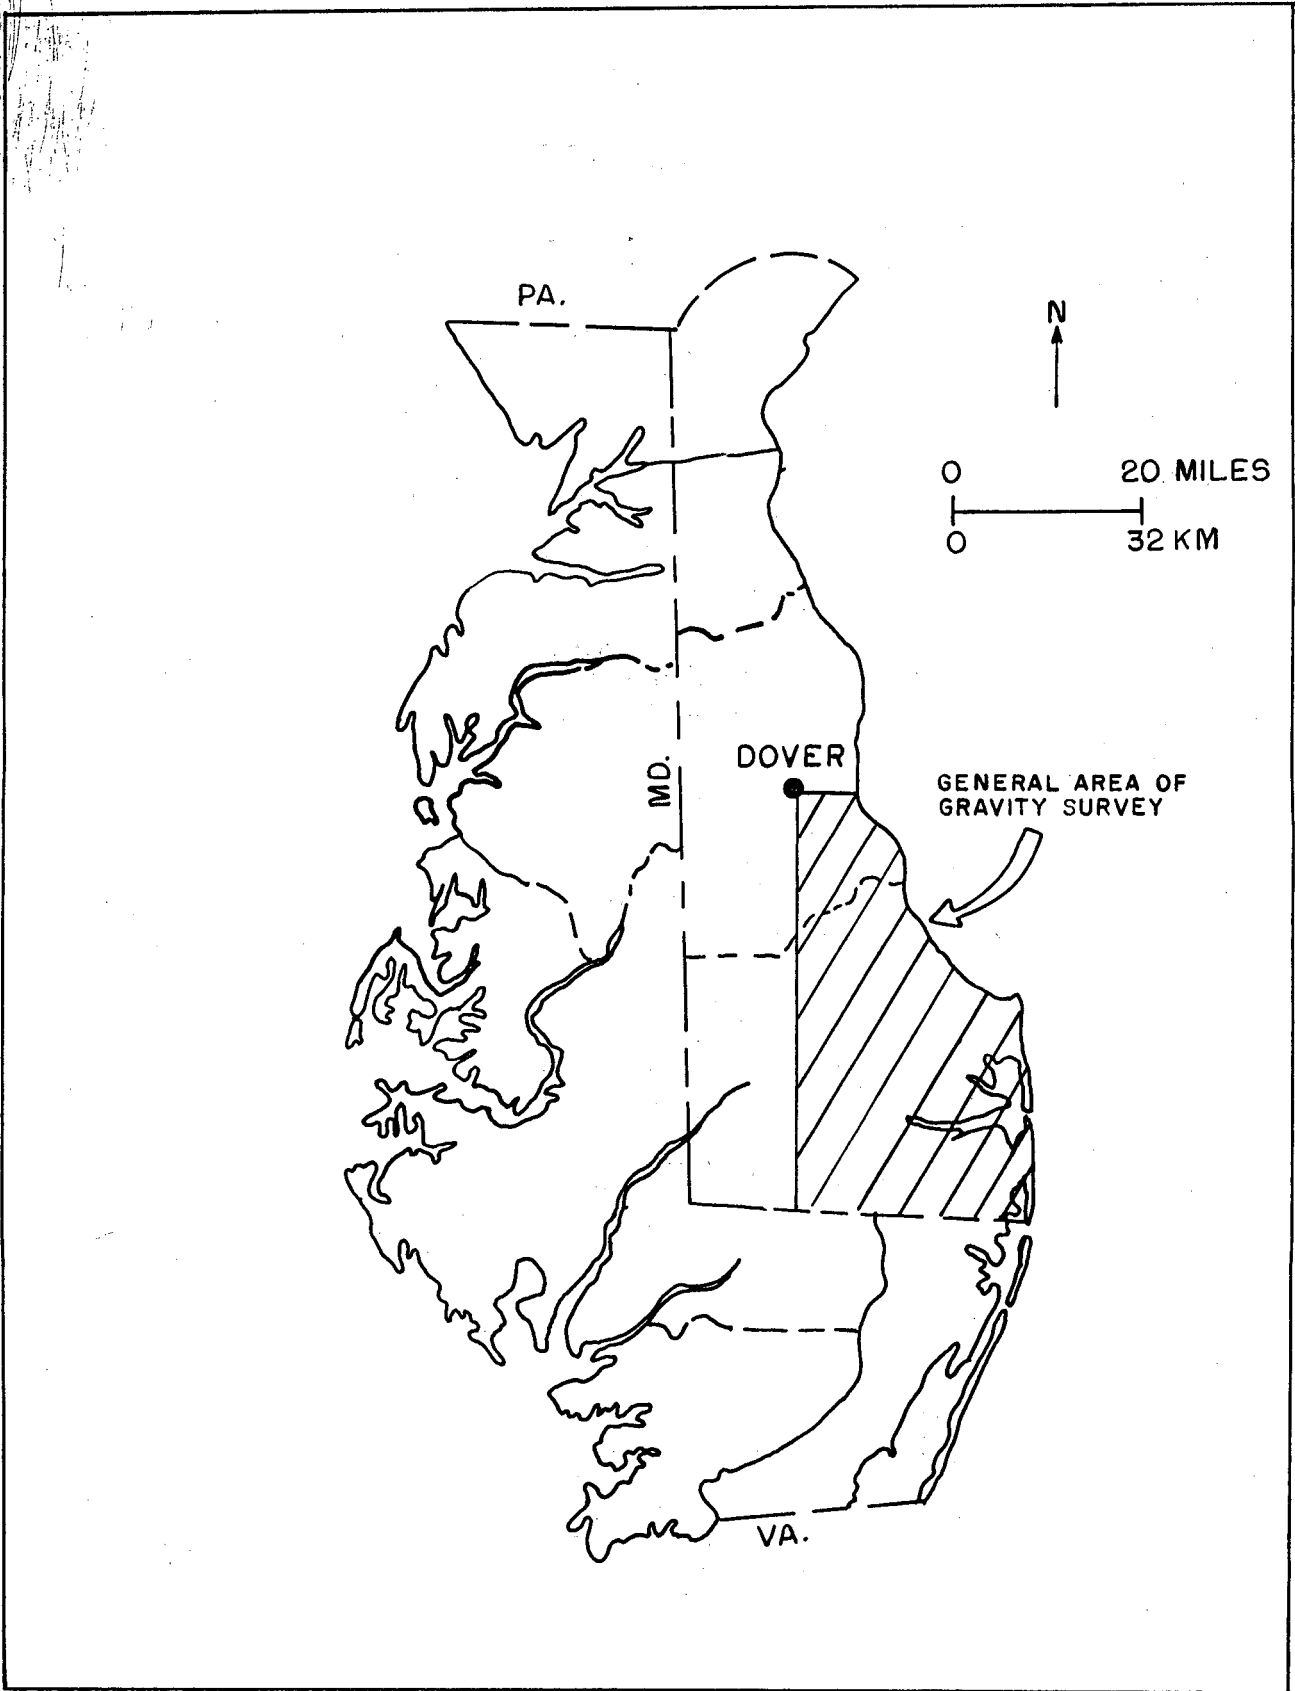 PA.
N
0 20 MILES
0 32 KM
MD.
DOVER
GENERAL AREA OF
GRAVITY SURVEY
VA.